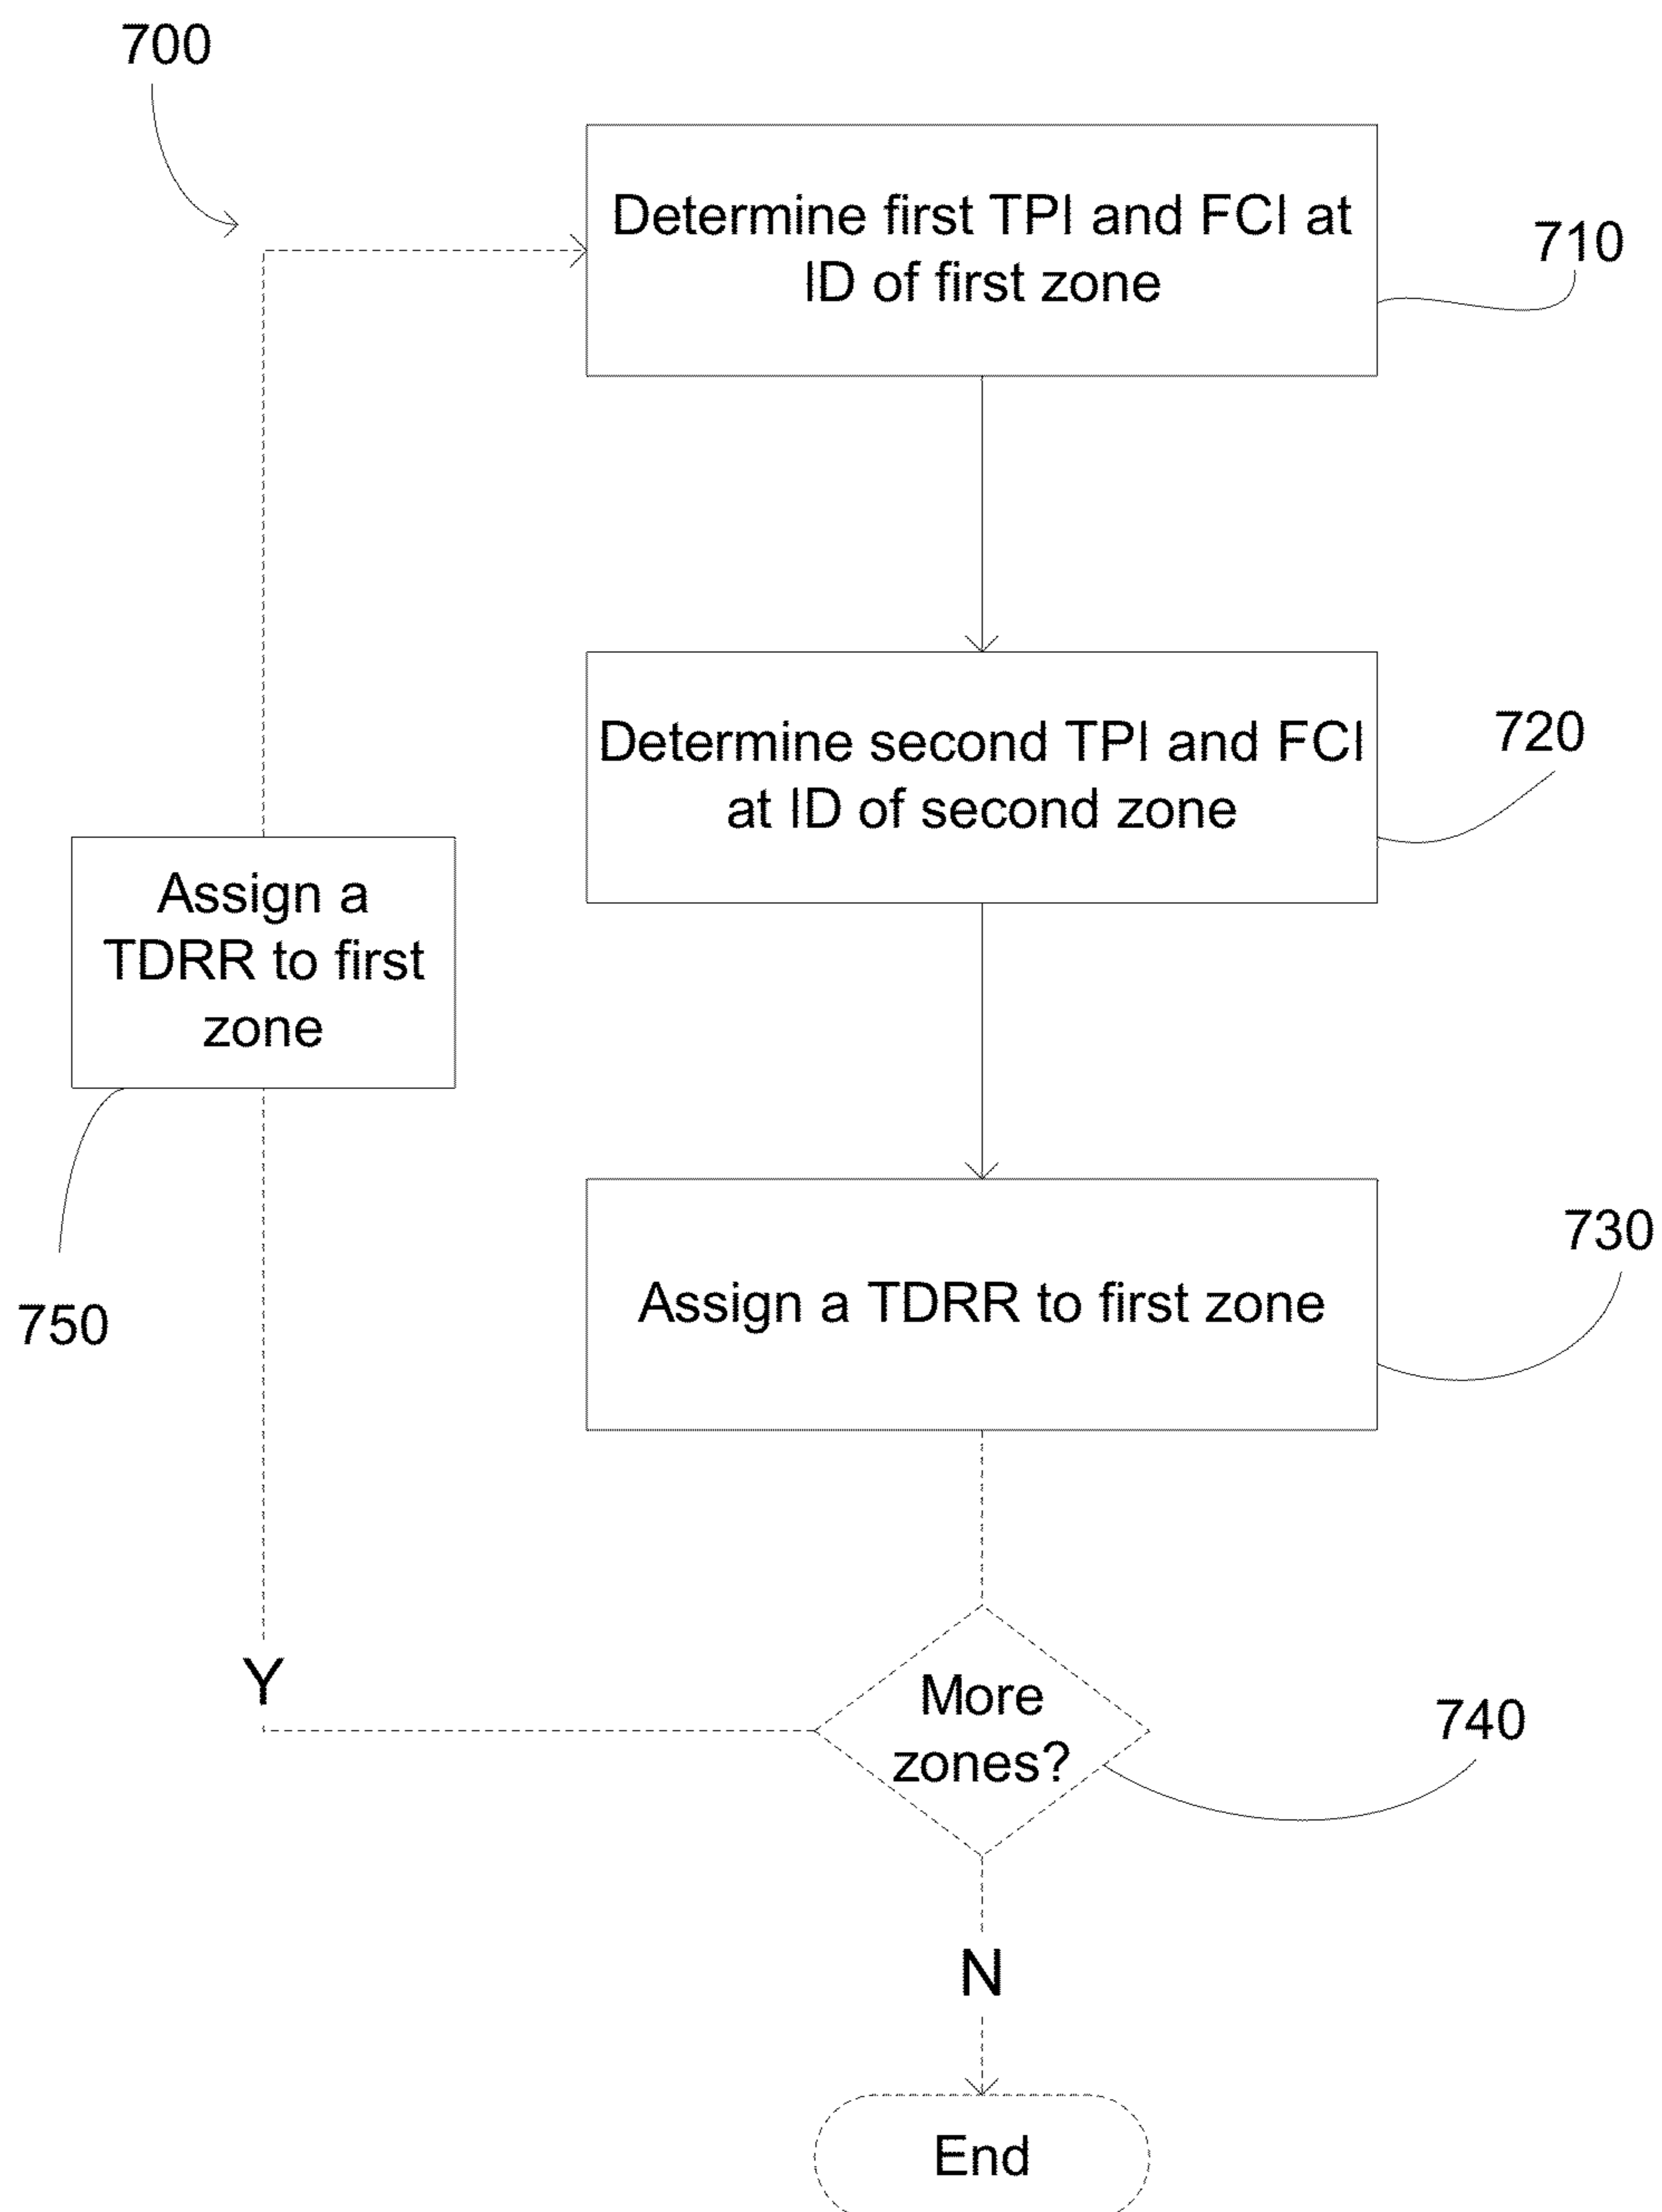 700
Determine first TPI and FCI at
ID of first zone
710
Determine second TPI and FCI
at ID of second zone
720
Assign a
TDRR to first
zone
750
Assign a TDRR to first zone
730
More
zones?
740
Y
N
End